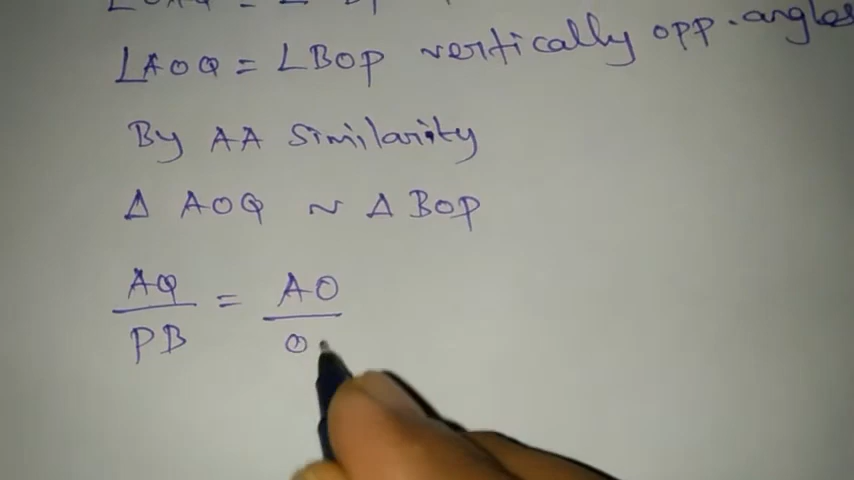 ∠AOQ = ∠BOP vertically opp. angles
By AA Similarity
Δ AOQ ~ Δ BOP
AQ/PB = AO/O